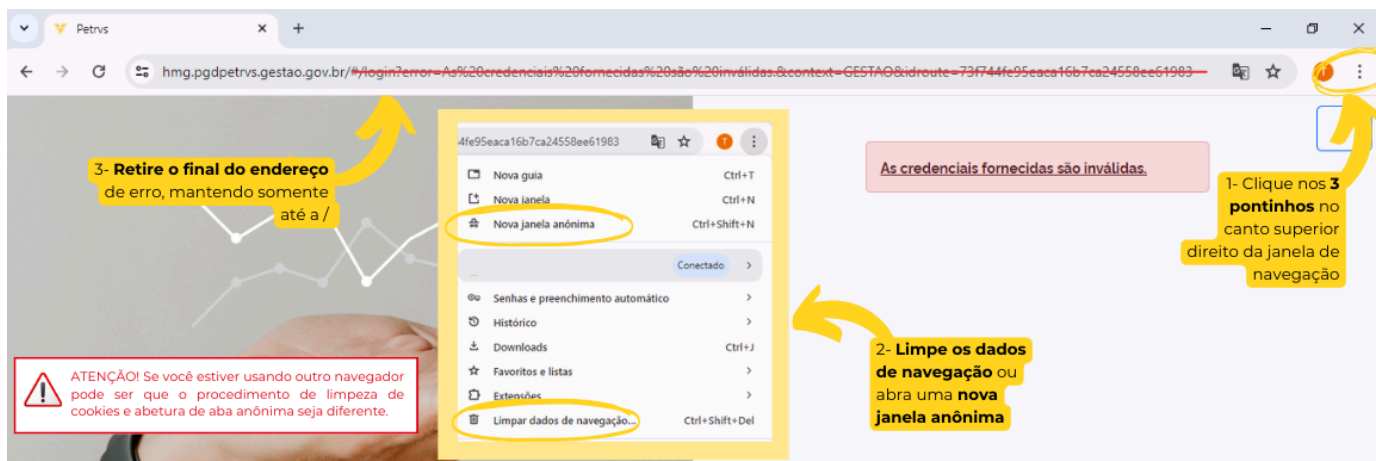 Petrvs
hmg.pgdpetrvs.gestao.gov.br/#/login?error=As%20credenciais%20fornecidas%20são%20inválidas.&context=GESTAO&idroute=73f744fe95eaca16b7ca24558ee61983
T
3- Retire o final do endereço
de erro, mantendo somente
até a /
4fe95eaca16b7ca24558ee61983
T
Nova guia Ctrl+T
Nova janela Ctrl+N
Nova janela anônima Ctrl+Shift+N
Conectado
Senhas e preenchimento automático
Histórico
Downloads Ctrl+J
Favoritos e listas
Extensões
Limpar dados de navegação... Ctrl+Shift+Del
As credenciais fornecidas são inválidas.
1- Clique nos 3
pontinhos no
canto superior
direito da janela de
navegação
2- Limpe os dados
de navegação ou
abra uma nova
janela anônima
ATENÇÃO! Se você estiver usando outro navegador
pode ser que o procedimento de limpeza de
cookies e abetura de aba anônima seja diferente.